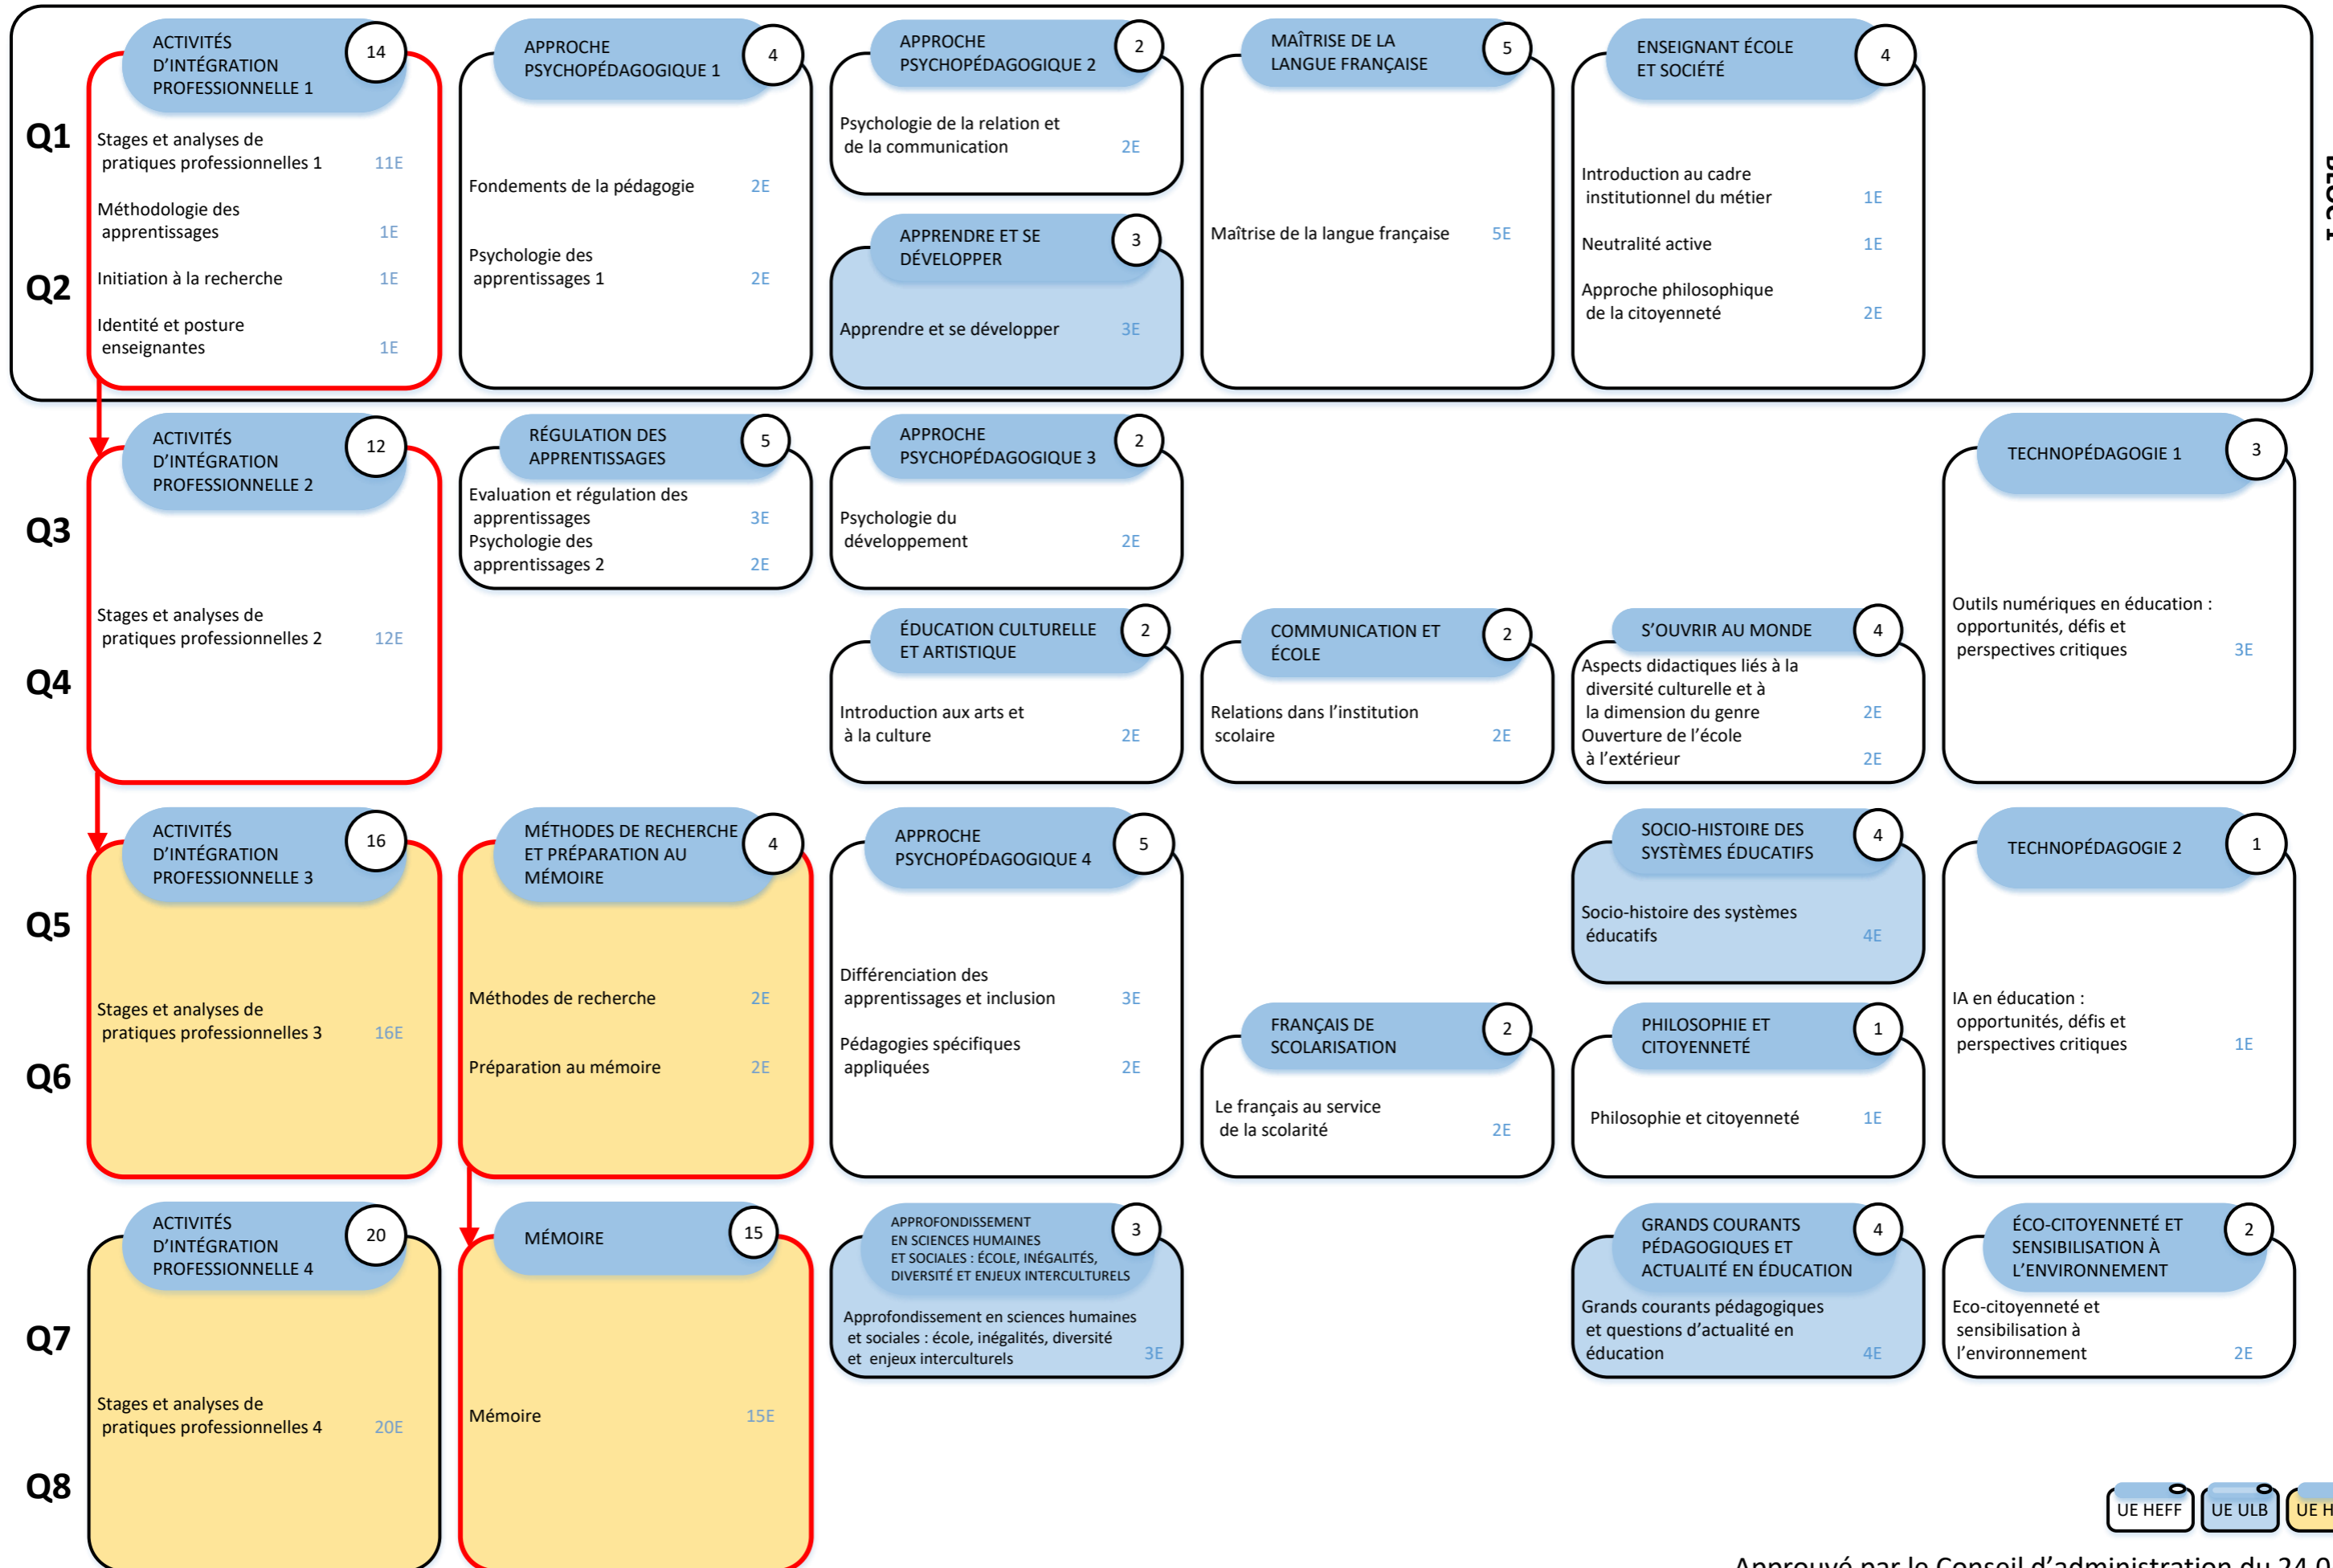 ACTIVITÉS
D'INTÉGRATION
PROFESSIONNELLE 1
14
Stages et analyses de
pratiques professionnelles 1 11E
Méthodologie des
apprentissages 1E
Initiation à la recherche 1E
Identité et posture
enseignantes 1E
APPROCHE
PSYCHOPÉDAGOGIQUE 1
4
Fondements de la pédagogie 2E
Psychologie des
apprentissages 1 2E
APPROCHE
PSYCHOPÉDAGOGIQUE 2
2
Psychologie de la relation et
de la communication 2E
APPRENDRE ET SE
DÉVELOPPER
3
Apprendre et se développer 3E
MAÎTRISE DE LA
LANGUE FRANÇAISE
5
Maîtrise de la langue française 5E
ENSEIGNANT ÉCOLE
ET SOCIÉTÉ
4
Introduction au cadre
institutionnel du métier 1E
Neutralité active 1E
Approche philosophique
de la citoyenneté 2E
Q1
Q2
ACTIVITÉS
D'INTÉGRATION
PROFESSIONNELLE 2
12
Stages et analyses de
pratiques professionnelles 2 12E
RÉGULATION DES
APPRENTISSAGES
5
Evaluation et régulation des
apprentissages 3E
Psychologie des
apprentissages 2 2E
APPROCHE
PSYCHOPÉDAGOGIQUE 3
2
Psychologie du
développement 2E
ÉDUCATION CULTURELLE
ET ARTISTIQUE
2
Introduction aux arts et
à la culture 2E
COMMUNICATION ET
ÉCOLE
2
Relations dans l'institution
scolaire 2E
S'OUVRIR AU MONDE
4
Aspects didactiques liés à la
diversité culturelle et à
la dimension du genre 2E
Ouverture de l'école
à l'extérieur 2E
TECHNOPÉDAGOGIE 1
3
Outils numériques en éducation :
opportunités, défis et
perspectives critiques 3E
Q3
Q4
ACTIVITÉS
D'INTÉGRATION
PROFESSIONNELLE 3
16
Stages et analyses de
pratiques professionnelles 3 16E
MÉTHODES DE RECHERCHE
ET PRÉPARATION AU
MÉMOIRE
4
Méthodes de recherche 2E
Préparation au mémoire 2E
APPROCHE
PSYCHOPÉDAGOGIQUE 4
5
Différenciation des
apprentissages et inclusion 3E
Pédagogies spécifiques
appliquées 2E
FRANÇAIS DE
SCOLARISATION
2
Le français au service
de la scolarité 2E
SOCIO-HISTOIRE DES
SYSTÈMES ÉDUCATIFS
4
Socio-histoire des systèmes
éducatifs 4E
PHILOSOPHIE ET
CITOYENNETÉ
1
Philosophie et citoyenneté 1E
TECHNOPÉDAGOGIE 2
1
IA en éducation :
opportunités, défis et
perspectives critiques 1E
Q5
Q6
ACTIVITÉS
D'INTÉGRATION
PROFESSIONNELLE 4
20
Stages et analyses de
pratiques professionnelles 4 20E
MÉMOIRE
15
Mémoire 15E
APPROFONDISSEMENT
EN SCIENCES HUMAINES
ET SOCIALES : ÉCOLE, INÉGALITÉS,
DIVERSITÉ ET ENJEUX INTERCULTURELS
3
Approfondissement en sciences humaines
et sociales : école, inégalités, diversité
et enjeux interculturels 3E
GRANDS COURANTS
PÉDAGOGIQUES ET
ACTUALITÉ EN ÉDUCATION
4
Grands courants pédagogiques
et questions d'actualité en
éducation 4E
ÉCO-CITOYENNETÉ ET
SENSIBILISATION À
L'ENVIRONNEMENT
2
Eco-citoyenneté et
sensibilisation à
l'environnement 2E
Q7
Q8
UE HEFF
UE ULB
UE H
Approuvé par le Conseil d'administration du 24.0